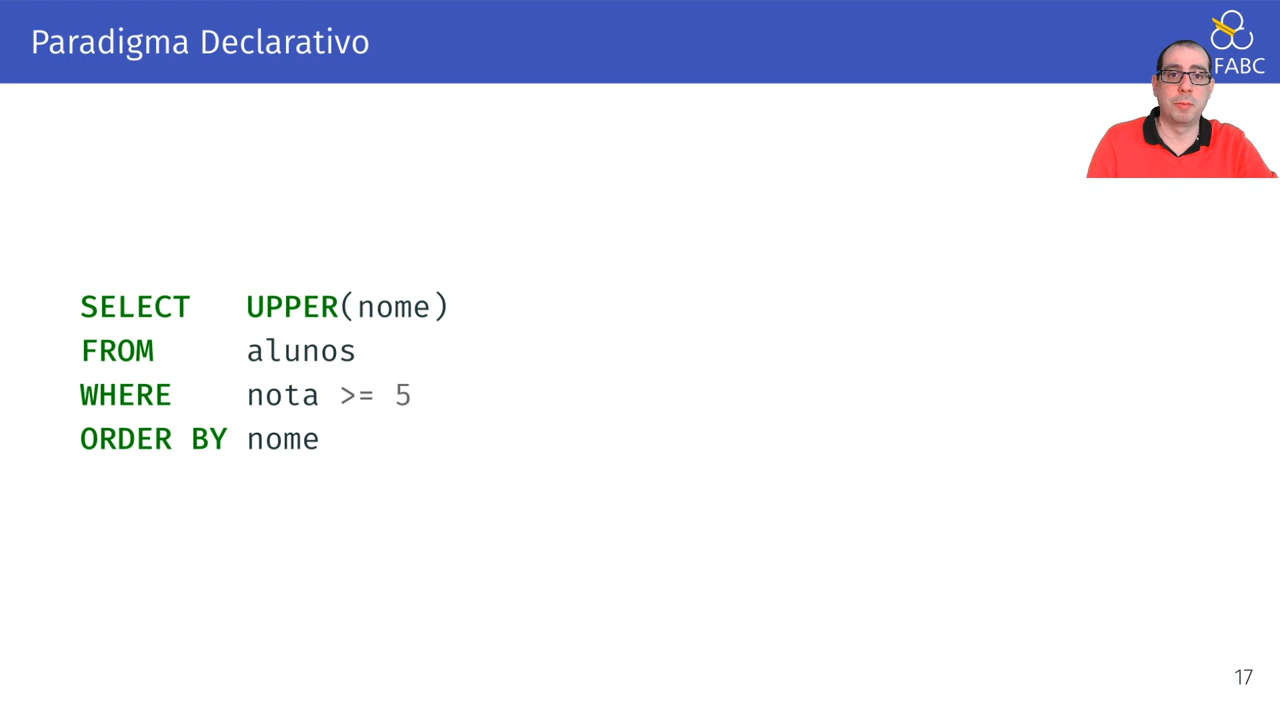 Paradigma Declarativo
FABC
SELECT UPPER(nome)
FROM alunos
WHERE nota >= 5
ORDER BY nome
17